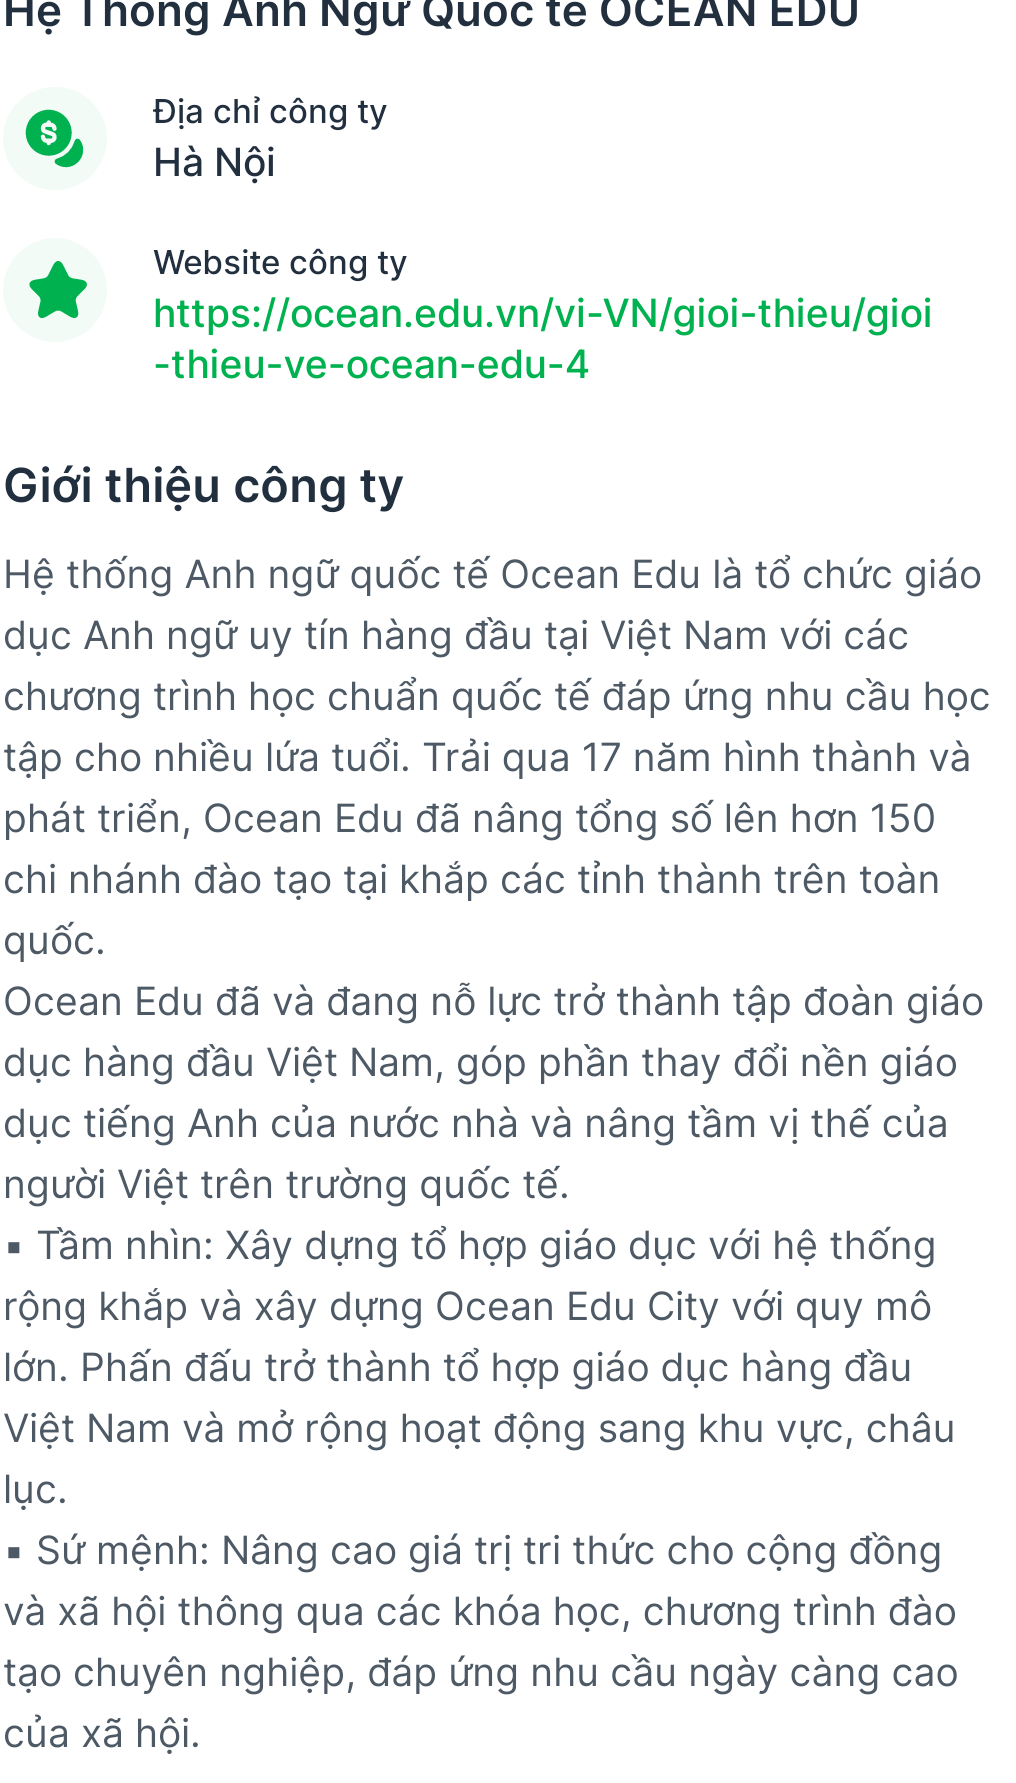 Hệ Thống Anh Ngữ Quốc tế OCEAN EDU
Địa chỉ công ty
Hà Nội
Website công ty
https://ocean.edu.vn/vi-VN/gioi-thieu/gioi
-thieu-ve-ocean-edu-4
Giới thiệu công ty
Hệ thống Anh ngữ quốc tế Ocean Edu là tổ chức giáo
dục Anh ngữ uy tín hàng đầu tại Việt Nam với các
chương trình học chuẩn quốc tế đáp ứng nhu cầu học
tập cho nhiều lứa tuổi. Trải qua 17 năm hình thành và
phát triển, Ocean Edu đã nâng tổng số lên hơn 150
chi nhánh đào tạo tại khắp các tỉnh thành trên toàn
quốc.
Ocean Edu đã và đang nỗ lực trở thành tập đoàn giáo
dục hàng đầu Việt Nam, góp phần thay đổi nền giáo
dục tiếng Anh của nước nhà và nâng tầm vị thế của
người Việt trên trường quốc tế.
▪ Tầm nhìn: Xây dựng tổ hợp giáo dục với hệ thống
rộng khắp và xây dựng Ocean Edu City với quy mô
lớn. Phấn đấu trở thành tổ hợp giáo dục hàng đầu
Việt Nam và mở rộng hoạt động sang khu vực, châu
lục.
▪ Sứ mệnh: Nâng cao giá trị tri thức cho cộng đồng
và xã hội thông qua các khóa học, chương trình đào
tạo chuyên nghiệp, đáp ứng nhu cầu ngày càng cao
của xã hội.